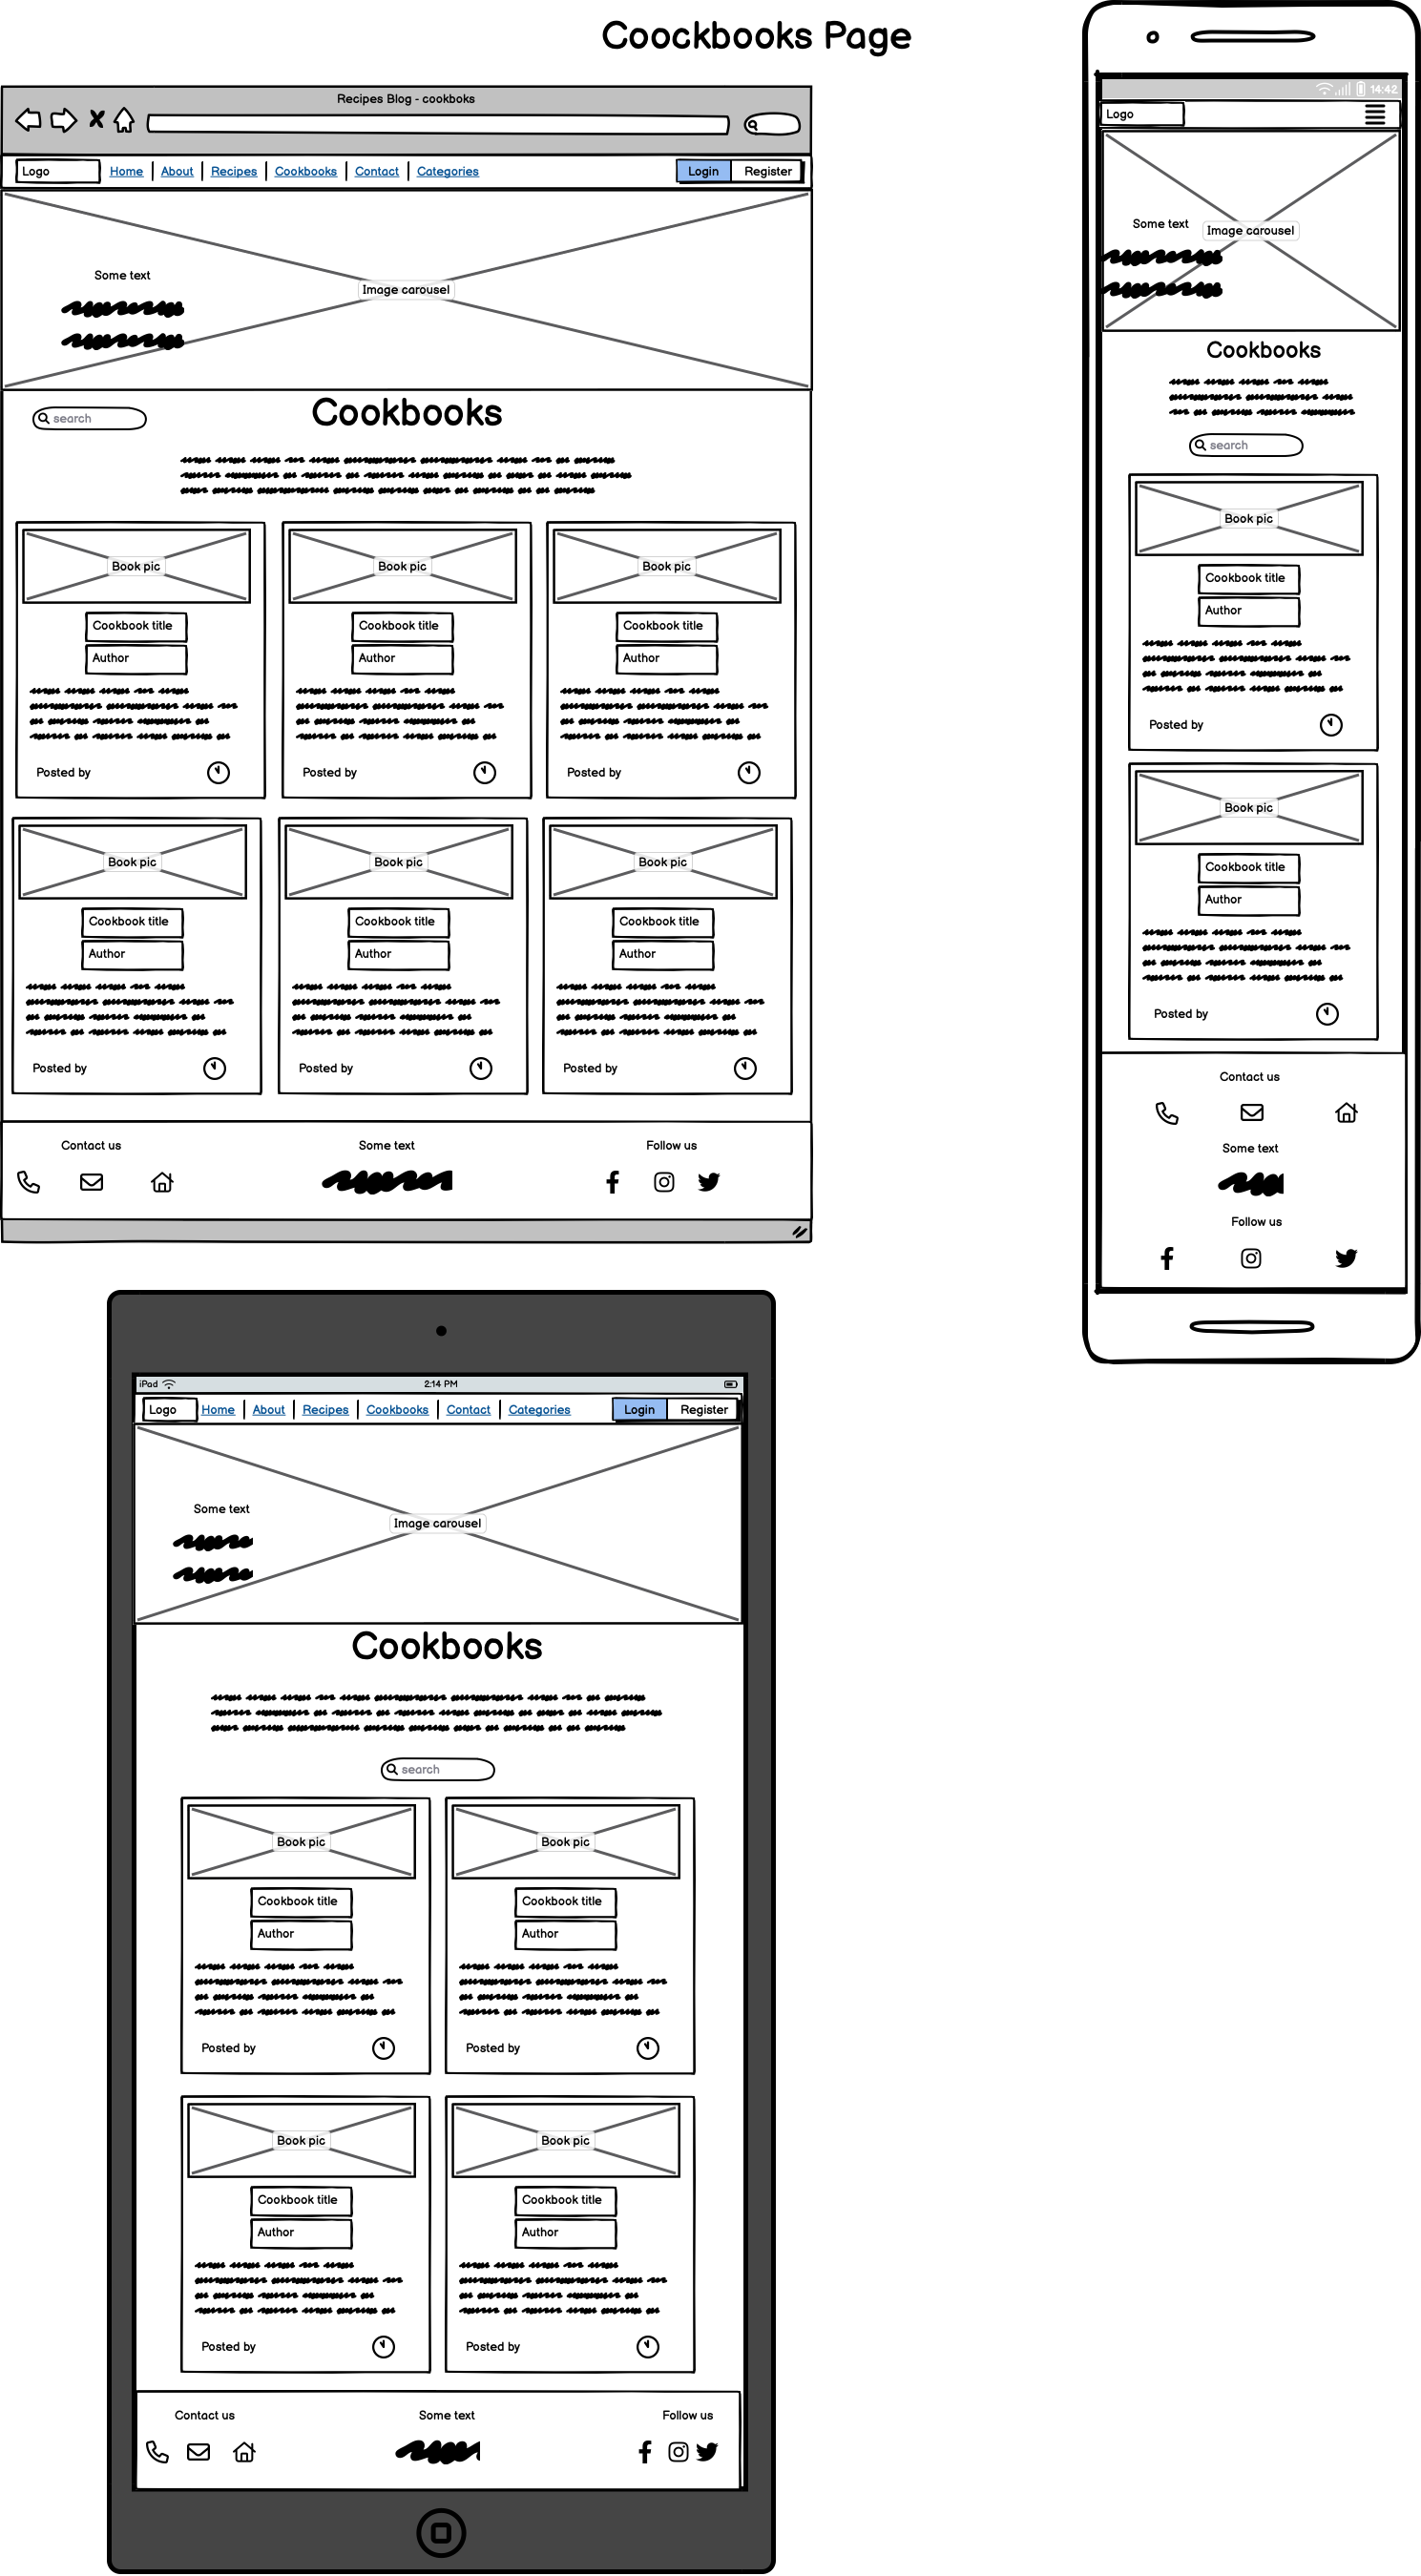 Coockbooks Page
Recipes Blog - cookboks
Logo Home About Recipes Cookbooks Contact Categories Login Register
Some text
Image carousel
search
Cookbooks
Book pic Book pic Book pic
Cookbook title Cookbook title Cookbook title
Author Author Author
Posted by Posted by Posted by
Book pic Book pic Book pic
Cookbook title Cookbook title Cookbook title
Author Author Author
Posted by Posted by Posted by
Contact us Some text Follow us
14:42
Logo
Some text
Image carousel
Cookbooks
search
Book pic
Cookbook title
Author
Posted by
Book pic
Cookbook title
Author
Posted by
Contact us
Some text
Follow us
iPad 2:14 PM
Logo Home About Recipes Cookbooks Contact Categories Login Register
Some text
Image carousel
Cookbooks
search
Book pic Book pic
Cookbook title Cookbook title
Author Author
Posted by Posted by
Book pic Book pic
Cookbook title Cookbook title
Author Author
Posted by Posted by
Contact us Some text Follow us